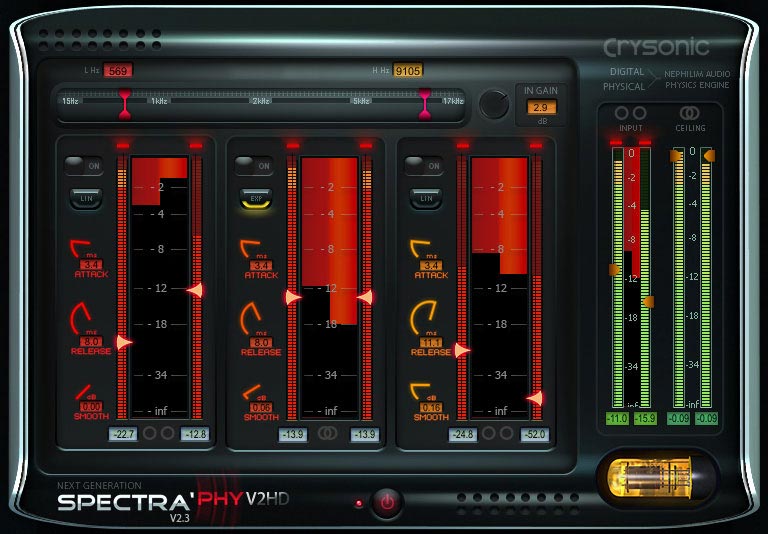 crysonic
L Hz 569
H Hz 9105
DIGITAL
PHYSICAL
NEPHILIM AUDIO
PHYSICS ENGINE
15Hz 1kHz 2kHz 5kHz 17kHz
IN GAIN
2.9
dB
INPUT CEILING
ON
LIN
ms
3.4
ATTACK
ms
8.0
RELEASE
dB
0.00
SMOOTH
-2
-4
-8
-12
-18
-34
-inf
-22.7 -12.8
ON
EXP
ms
3.4
ATTACK
ms
8.0
RELEASE
dB
0.06
SMOOTH
-2
-4
-8
-12
-18
-34
-inf
-13.9 -13.9
ON
LIN
ms
3.4
ATTACK
ms
11.1
RELEASE
dB
0.16
SMOOTH
-2
-4
-8
-12
-18
-34
-inf
-24.8 -52.0
0 0
-2 -2
-4 -4
-8 -8
-12 -12
-18 -18
-34 -34
-inf -inf
-11.0 -15.9 -0.09 -0.09
NEXT GENERATION
SPECTRA'PHY V2HD
V2.3